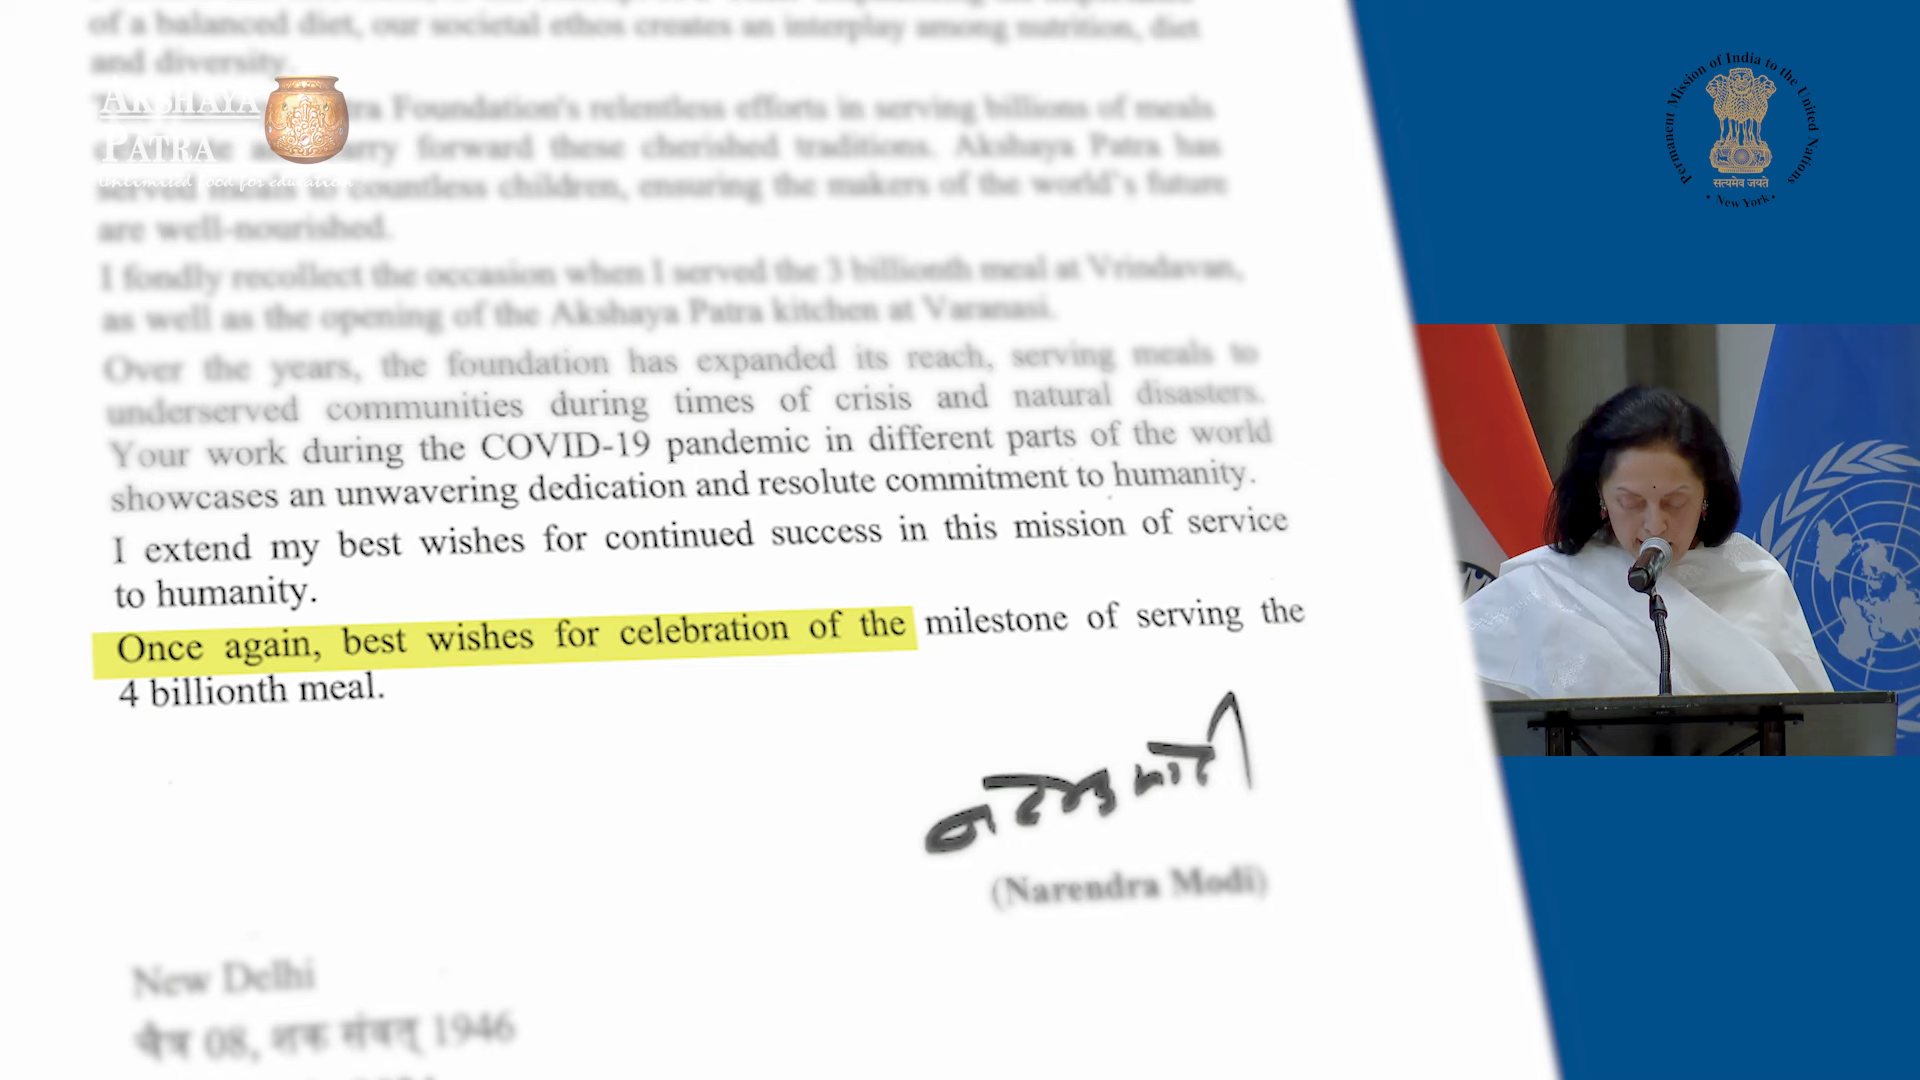 of a balanced diet, our societal ethos creates an interplay among nutrition, diet
and diversity.
AKSHAYA
PATRA
unlimited food for education
Foundation's relentless efforts in serving billions of meals
forward these cherished traditions. Akshaya Patra has
served meals to countless children, ensuring the makers of the world's future
are well-nourished.
I fondly recollect the occasion when I served the 3 billionth meal at Vrindavan,
as well as the opening of the Akshaya Patra kitchen at Varanasi.
Over the years, the foundation has expanded its reach, serving meals to
underserved communities during times of crisis and natural disasters.
Your work during the COVID-19 pandemic in different parts of the world
showcases an unwavering dedication and resolute commitment to humanity.
I extend my best wishes for continued success in this mission of service
to humanity.
Once again, best wishes for celebration of the milestone of serving the
4 billionth meal.
(Narendra Modi)
New Delhi
चैत्र 08, शक संवत् 1946
Permanent Mission of India to the United Nations
सत्यमेव जयते
• New York •